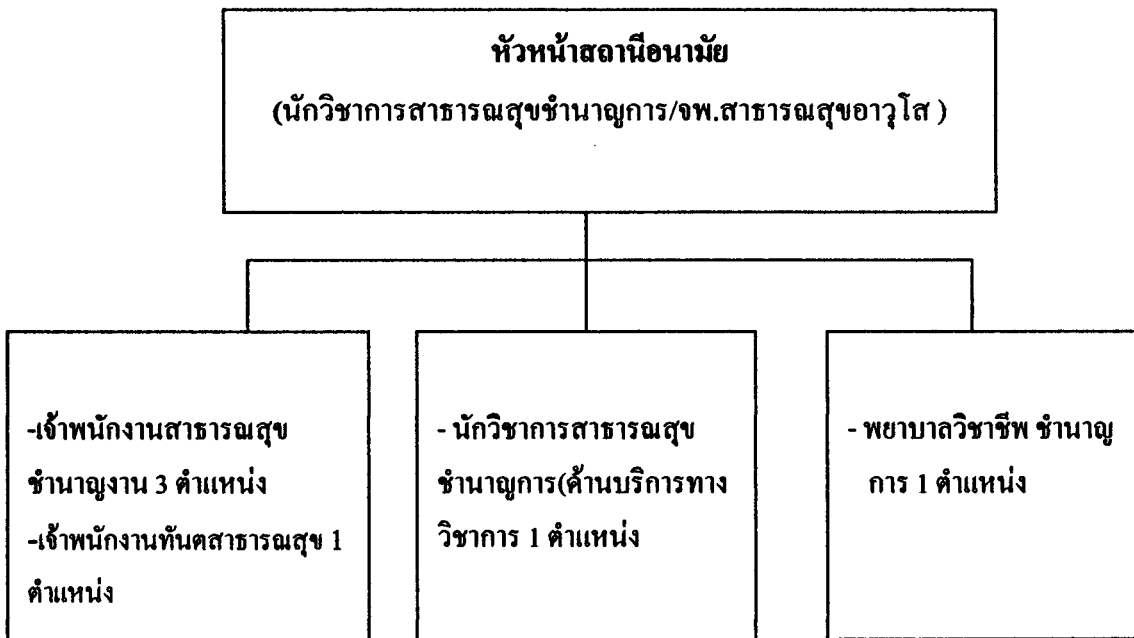 หัวหน้าสถานีอนามัย
(นักวิชาการสาธารณสุขชำนาญการ/จพ.สาธารณสุขอาวุโส )
-เจ้าพนักงานสาธารณสุข
ชำนาญงาน 3 ตำแหน่ง
-เจ้าพนักงานทันตสาธารณสุข 1
ตำแหน่ง
- นักวิชาการสาธารณสุข
ชำนาญการ(ด้านบริการทาง
วิชาการ 1 ตำแหน่ง
- พยาบาลวิชาชีพ ชำนาญ
การ 1 ตำแหน่ง